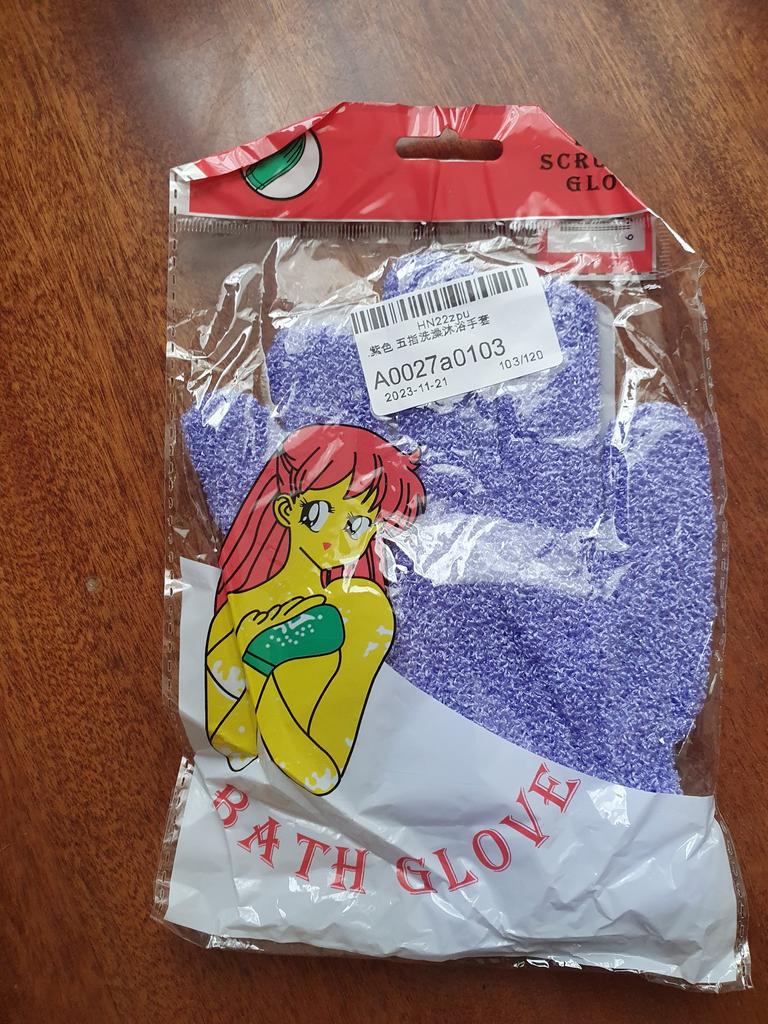 SCRU
GLO
HN22zpu
紫色 五指洗澡沐浴手套
A0027a0103
103/120
2023-11-21
BATH GLOVE